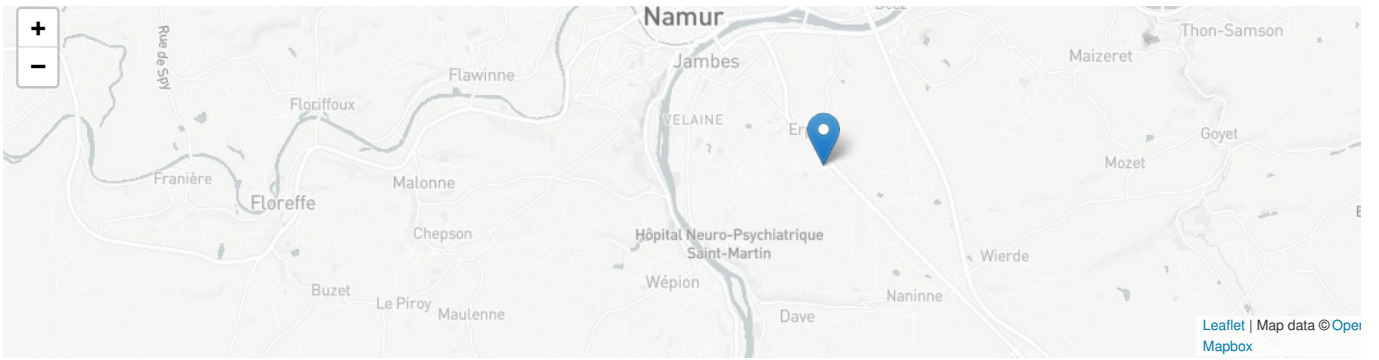 +
−
Namur
Thon-Samson
Rue de Spy
Maizeret
Jambes
Flawinne
Floriffoux
VELAINE
Goyet
Mozet
Franière
Malonne
Floreffe
Chepson
Hôpital Neuro-Psychiatrique
Saint-Martin
Wierde
Wépion
Buzet
Naninne
Le Piroy
Maulenne
Dave
Leaflet | Map data © Open
Mapbox